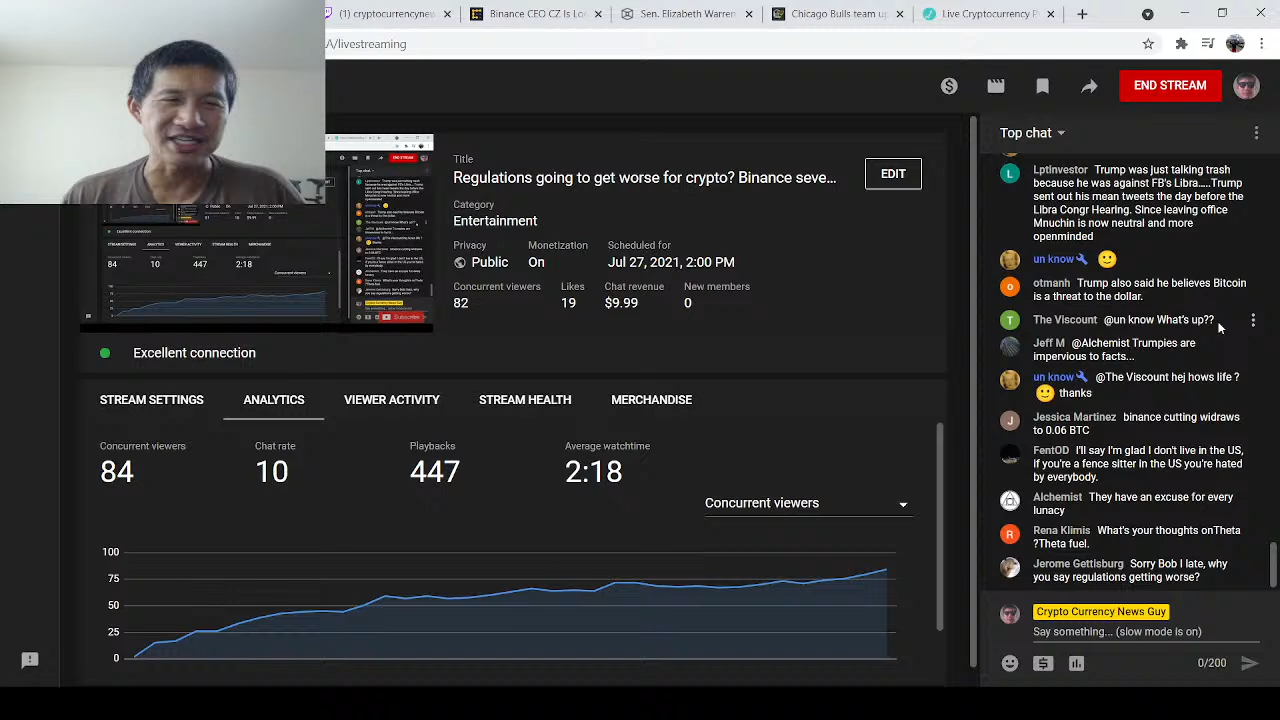 (1) cryptocurrencyne
Binance CEO CZ Is Lo
Sen. Elizabeth Warren
Chicago Bulls team up
Live Cryptocurrency P
/livestreaming
END STREAM
Title
Regulations going to get worse for crypto? Binance seve...
EDIT
Category
Entertainment
Privacy
Public
Monetization
On
Scheduled for
Jul 27, 2021, 2:00 PM
Concurrent viewers
82
Likes
19
Chat revenue
$9.99
New members
0
Excellent connection
STREAM SETTINGS
ANALYTICS
VIEWER ACTIVITY
STREAM HEALTH
MERCHANDISE
Concurrent viewers
84
Chat rate
10
Playbacks
447
Average watchtime
2:18
Concurrent viewers
100
75
50
25
0
Top chat
because he was against FB's Libra....Trump
sent out some mean tweets the day before the
Libra Congress Hearing. Since leaving office
Mnuchin is now neutral and more
openminded
un know
otmane Trump also said he believes Bitcoin
is a threat to the dollar.
The Viscount @un know What's up??
Jeff M @Alchemist Trumpies are
impervious to facts...
un know @The Viscount hej hows life ?
thanks
Jessica Martinez binance cutting widraws
to 0.06 BTC
FentOD I'll say I'm glad I don't live in the US,
if you're a fence sitter in the US you're hated
by everybody.
Alchemist They have an excuse for every
lunacy
Rena Klimis What's your thoughts onTheta
?Theta fuel.
Jerome Gettisburg Sorry Bob I late, why
you say regulations getting worse?
Crypto Currency News Guy
Say something... (slow mode is on)
0/200